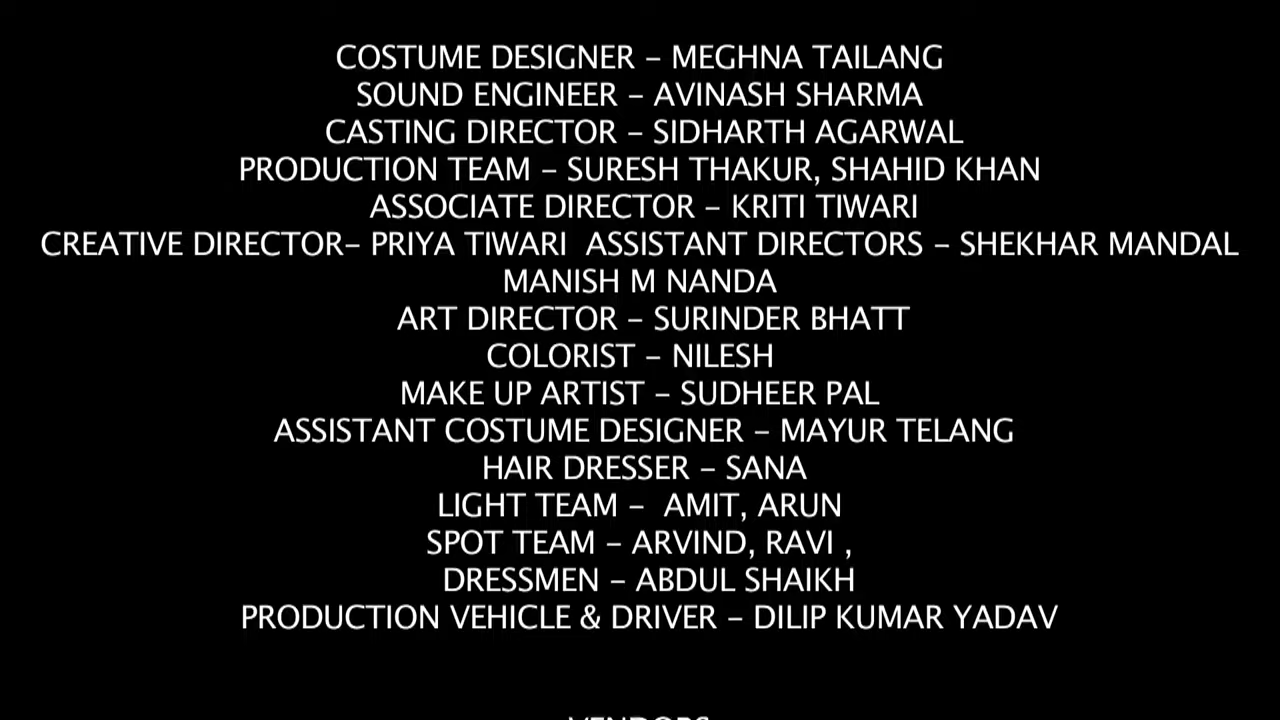 COSTUME DESIGNER – MEGHNA TAILANG
SOUND ENGINEER – AVINASH SHARMA
CASTING DIRECTOR – SIDHARTH AGARWAL
PRODUCTION TEAM – SURESH THAKUR, SHAHID KHAN
ASSOCIATE DIRECTOR – KRITI TIWARI
CREATIVE DIRECTOR– PRIYA TIWARI  ASSISTANT DIRECTORS – SHEKHAR MANDAL
MANISH M NANDA
ART DIRECTOR – SURINDER BHATT
COLORIST – NILESH
MAKE UP ARTIST – SUDHEER PAL
ASSISTANT COSTUME DESIGNER – MAYUR TELANG
HAIR DRESSER – SANA
LIGHT TEAM –  AMIT, ARUN
SPOT TEAM – ARVIND, RAVI ,
DRESSMEN – ABDUL SHAIKH
PRODUCTION VEHICLE & DRIVER – DILIP KUMAR YADAV